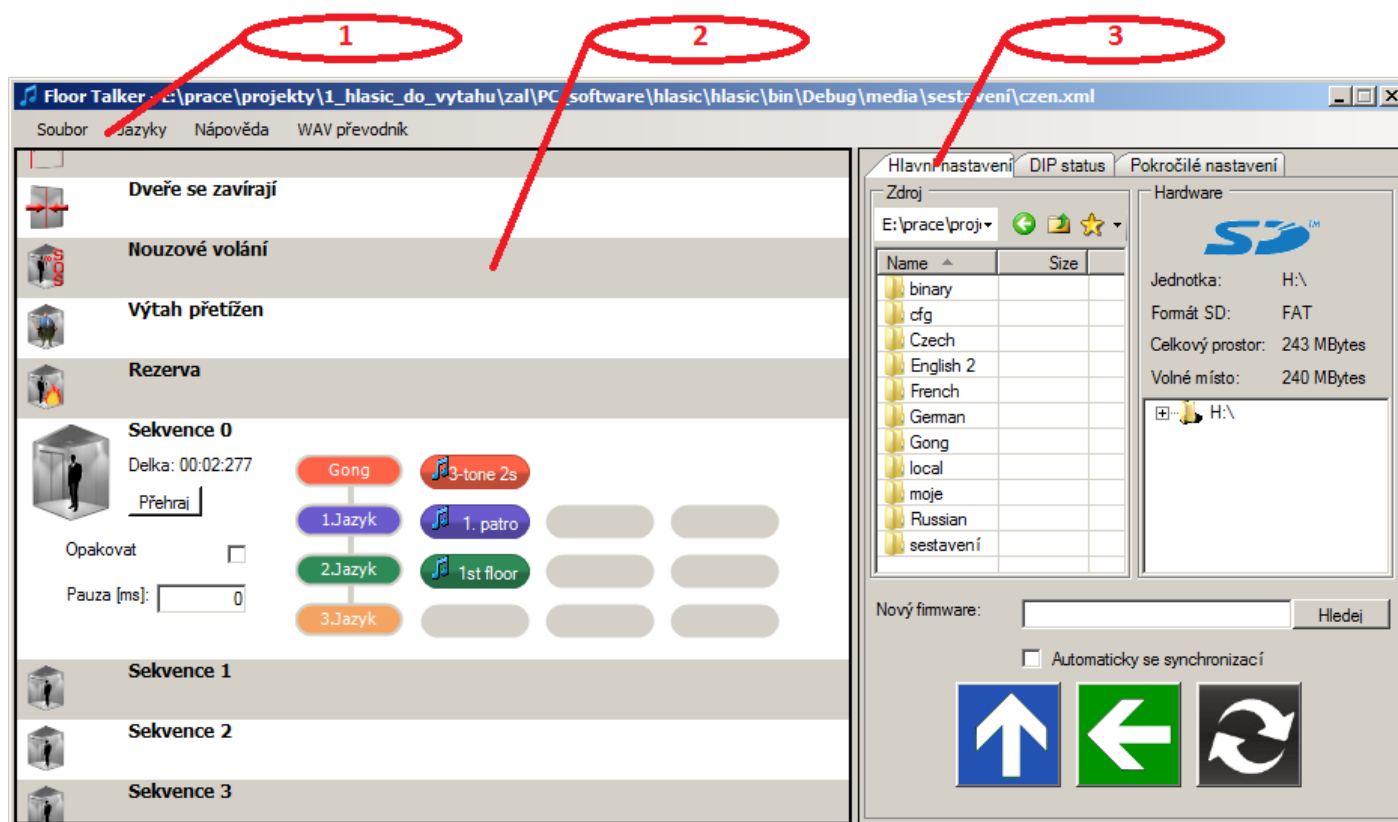 1
2
3
Floor Talker - E:\prace\projekty\1_hlasic_do_vytahu\zal\PC_software\hlasic\hlasic\bin\Debug\media\sestavení\czen.xml
Soubor Jazyky Nápověda WAV převodník
Dveře se zavírají
Nouzové volání
SOS
Výtah přetížen
Rezerva
Sekvence 0
Delka: 00:02:277
Přehraj
Opakovat
Pauza [ms]: 0
Gong 3-tone 2s
1.Jazyk 1. patro
2.Jazyk 1st floor
3.Jazyk
Sekvence 1
Sekvence 2
Sekvence 3
Hlavní nastavení DIP status Pokročilé nastavení
Zdroj
E:\prace\proj
Name Size
binary
cfg
Czech
English 2
French
German
Gong
local
moje
Russian
sestavení
Hardware
SD TM
Jednotka: H:\
Formát SD: FAT
Celkový prostor: 243 MBytes
Volné místo: 240 MBytes
H:\
Nový firmware: Hledej
Automaticky se synchronizací